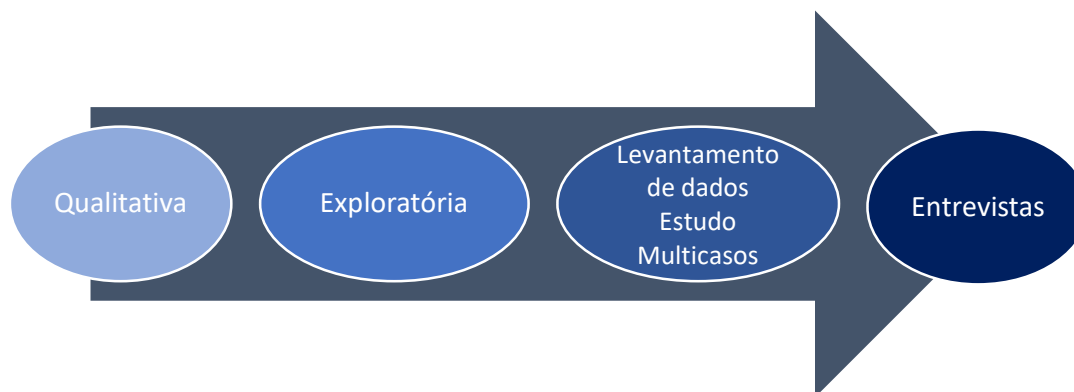 Qualitativa
Exploratória
Levantamento
de dados
Estudo
Multicasos
Entrevistas